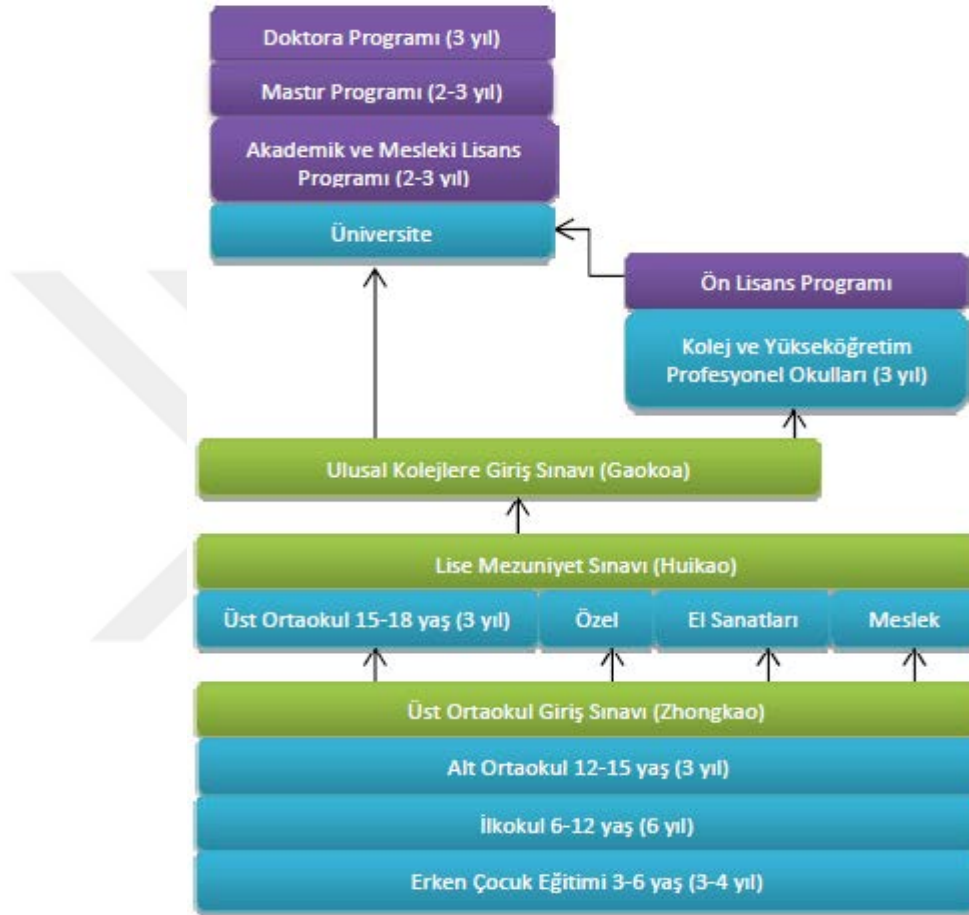 Doktora Programı (3 yıl)
Mastır Programı (2-3 yıl)
Akademik ve Mesleki Lisans
Programı (2-3 yıl)
Üniversite
Ön Lisans Programı
Kolej ve Yükseköğretim
Profesyonel Okulları (3 yıl)
Ulusal Kolejlere Giriş Sınavı (Gaokoa)
Lise Mezuniyet Sınavı (Huikao)
Üst Ortaokul 15-18 yaş (3 yıl) Özel El Sanatları Meslek
Üst Ortaokul Giriş Sınavı (Zhongkao)
Alt Ortaokul 12-15 yaş (3 yıl)
İlkokul 6-12 yaş (6 yıl)
Erken Çocuk Eğitimi 3-6 yaş (3-4 yıl)